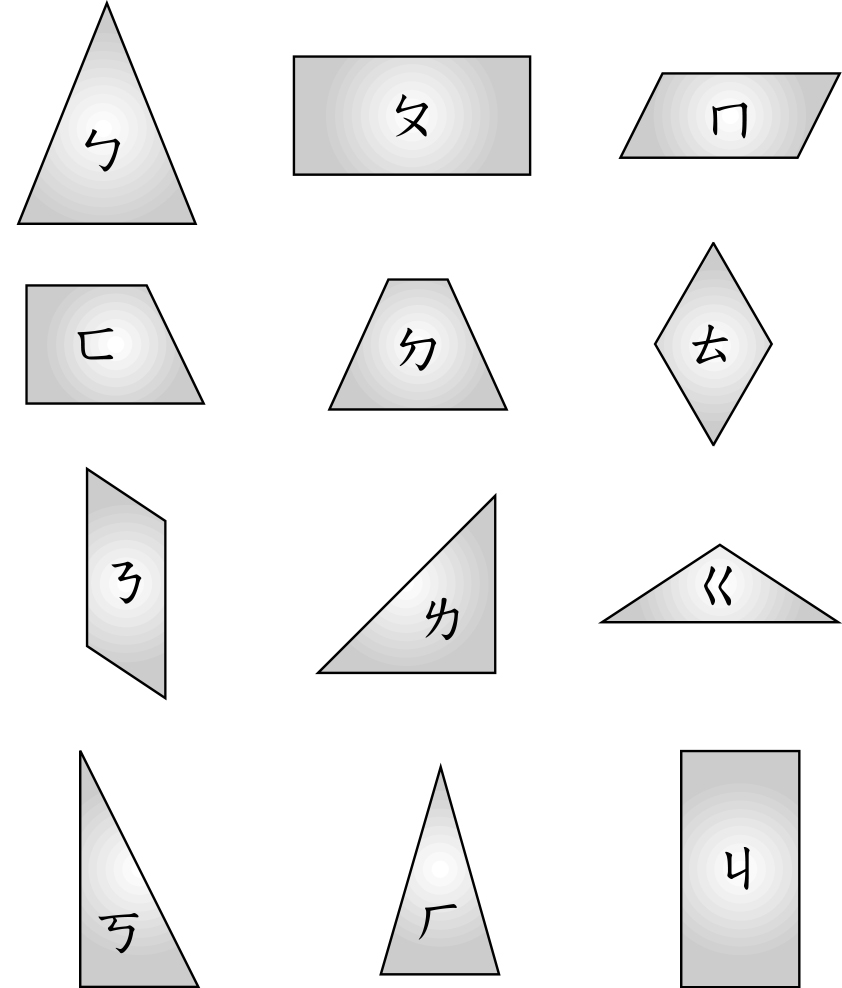 ㄅ ㄆ ㄇ
ㄈ ㄉ ㄊ
ㄋ ㄌ ㄍ
ㄎ ㄏ ㄐ